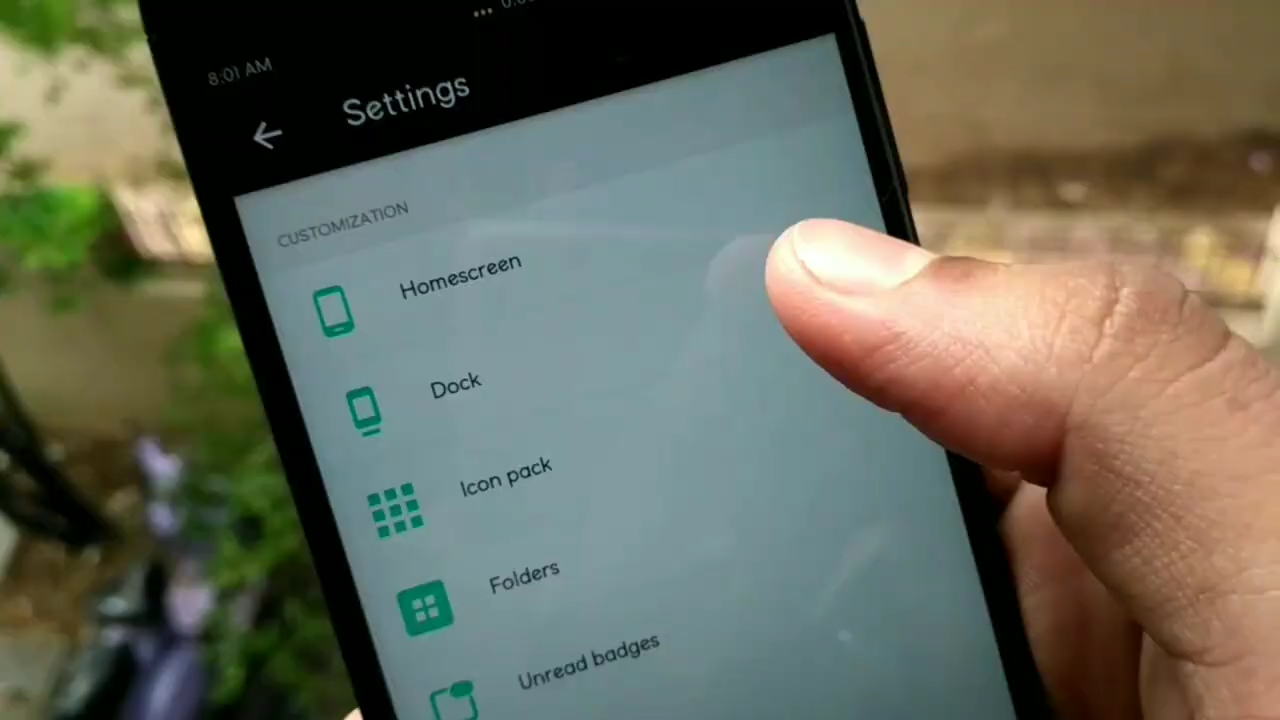 8:01 AM
Settings
CUSTOMIZATION
Homescreen
Dock
Icon pack
Folders
Unread badges